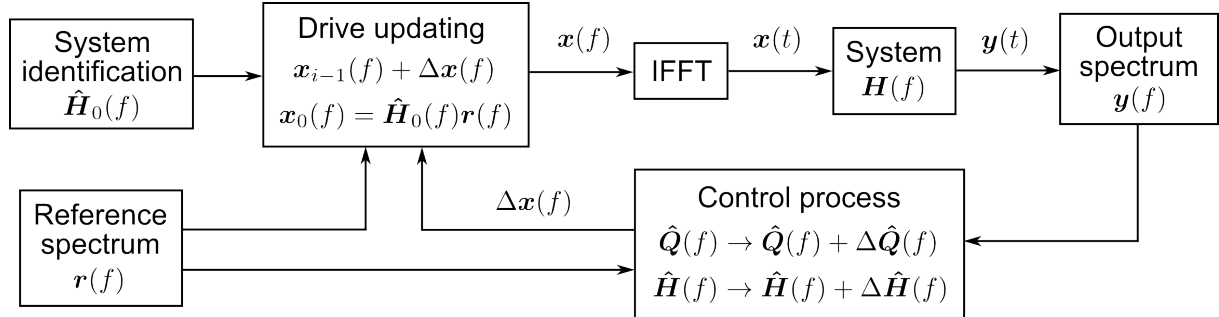 System
identification
Ĥ₀(f)
Drive updating
xᵢ₋₁(f) + Δx(f)
x₀(f) = Ĥ₀(f)r(f)
x(f)
IFFT
x(t)
System
H(f)
y(t)
Output
spectrum
y(f)
Reference
spectrum
r(f)
Δx(f)
Control process
Q̂(f) → Q̂(f) + ΔQ̂(f)
Ĥ(f) → Ĥ(f) + ΔĤ(f)